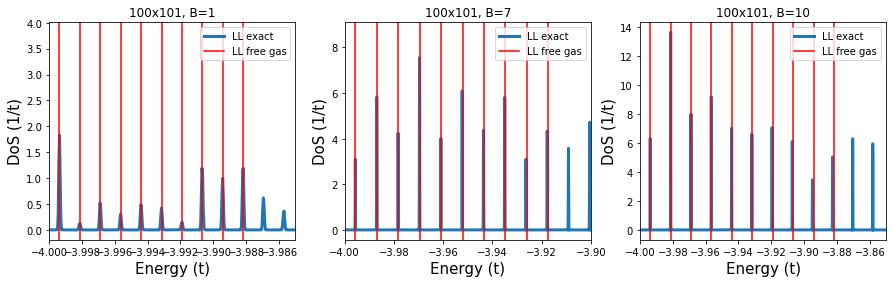 100x101, B=1
LL exact
LL free gas
DoS (1/t)
4.0
3.5
3.0
2.5
2.0
1.5
1.0
0.5
0.0
−4.000 −3.998 −3.996 −3.994 −3.992 −3.990 −3.988 −3.986
Energy (t)
100x101, B=7
LL exact
LL free gas
DoS (1/t)
8
6
4
2
0
−4.00 −3.98 −3.96 −3.94 −3.92 −3.90
Energy (t)
100x101, B=10
LL exact
LL free gas
DoS (1/t)
14
12
10
8
6
4
2
0
−4.00 −3.98 −3.96 −3.94 −3.92 −3.90 −3.88 −3.86
Energy (t)